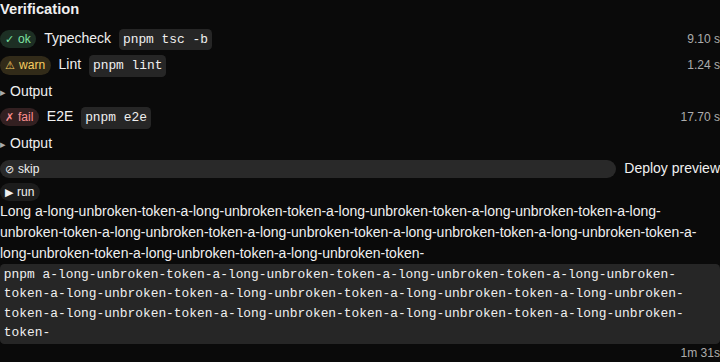 Verification
✓ ok Typecheck pnpm tsc -b 9.10 s
⚠ warn Lint pnpm lint 1.24 s
▸ Output
✗ fail E2E pnpm e2e 17.70 s
▸ Output
⊘ skip Deploy preview
▶ run
Long a-long-unbroken-token-a-long-unbroken-token-a-long-unbroken-token-a-long-unbroken-token-a-long-
unbroken-token-a-long-unbroken-token-a-long-unbroken-token-a-long-unbroken-token-a-long-unbroken-token-a-
long-unbroken-token-a-long-unbroken-token-a-long-unbroken-token-
pnpm a-long-unbroken-token-a-long-unbroken-token-a-long-unbroken-token-a-long-unbroken-
token-a-long-unbroken-token-a-long-unbroken-token-a-long-unbroken-token-a-long-unbroken-
token-a-long-unbroken-token-a-long-unbroken-token-a-long-unbroken-token-a-long-unbroken-
token-
1m 31s